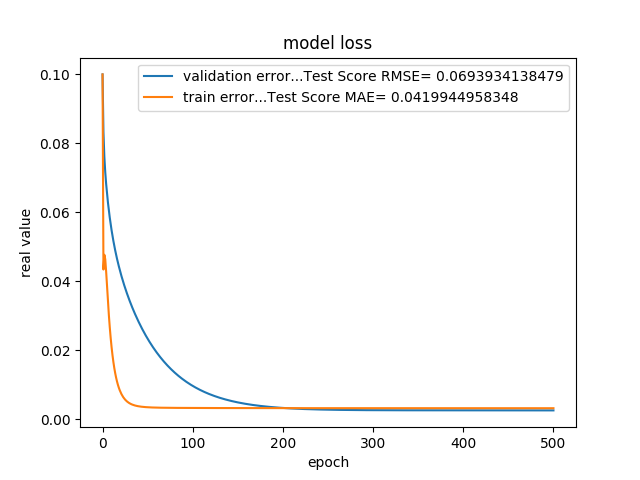 model loss
validation error...Test Score RMSE= 0.0693934138479
train error...Test Score MAE= 0.0419944958348
real value
0.10
0.08
0.06
0.04
0.02
0.00
0 100 200 300 400 500
epoch